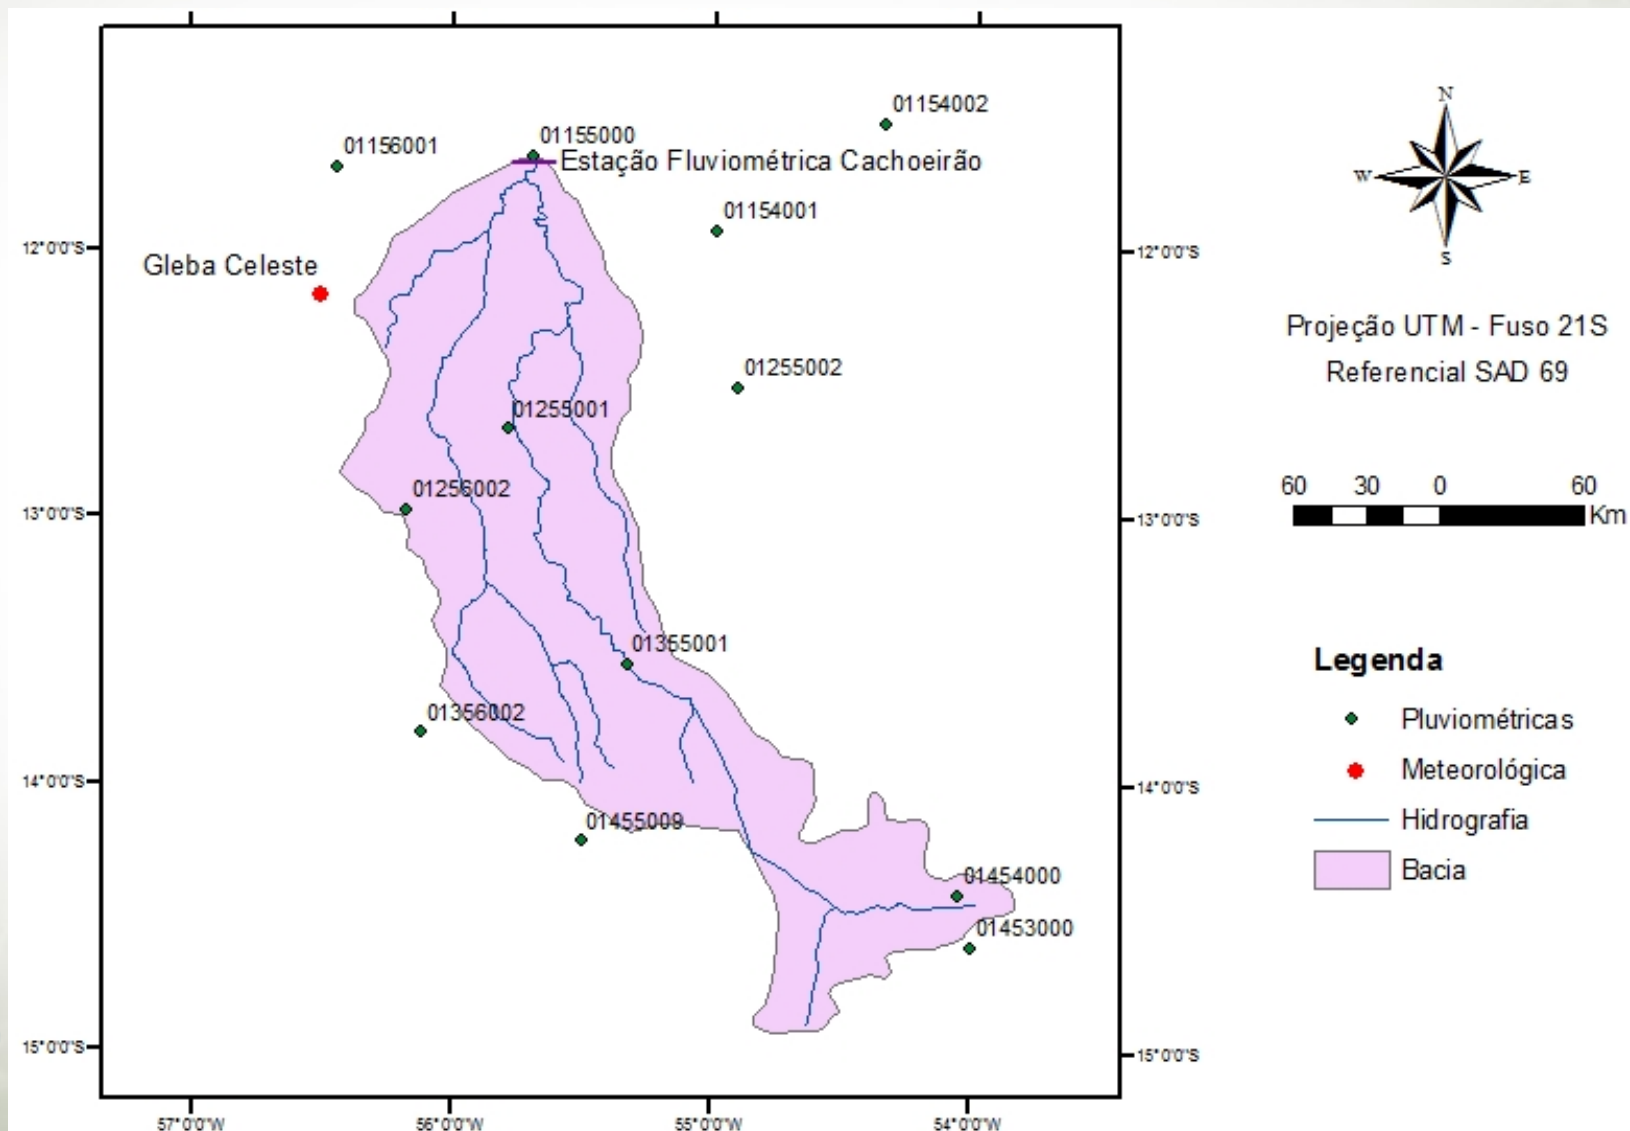 01154002
01155000
01156001
Estação Fluviométrica Cachoeirão
01154001
12°0'0"S
12°0'0"S
Gleba Celeste
01255002
01255001
01256002
13°0'0"S
13°0'0"S
01355001
01356002
14°0'0"S
14°0'0"S
01455009
01454000
01453000
15°0'0"S
15°0'0"S
57°0'0"W
56°0'0"W
55°0'0"W
54°0'0"W
N
W
E
S
Projeção UTM - Fuso 21S
Referencial SAD 69
60 30 0 60
Km
Legenda
Pluviométricas
Meteorológica
Hidrografia
Bacia